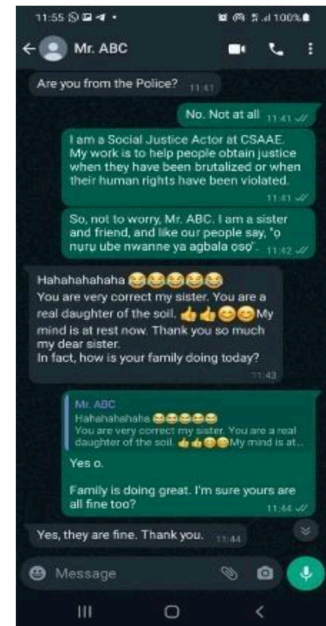 11:55
100%
Mr. ABC
Are you from the Police? 11:41
No. Not at all 11:41
I am a Social Justice Actor at CSAAE.
My work is to help people obtain justice
when they have been brutalized or when
their human rights have been violated.
11:41
So, not to worry, Mr. ABC. I am a sister
and friend, and like our people say, "ọ
nụrụ ube nwanne ya agbala ọsọ". 11:42
Hahahahahaha 😂😂😂😂😂
You are very correct my sister. You are a
real daughter of the soil. 👍👍😊😊My
mind is at rest now. Thank you so much
my dear sister.
In fact, how is your family doing today?
11:43
Mr. ABC
Hahahahahaha 😂😂😂😂😂
You are very correct my sister. You are a real
daughter of the soil. 👍👍😊😊My mind is at...
Yes o.
Family is doing great. I'm sure yours are
all fine too?
11:44
Yes, they are fine. Thank you. 11:44
Message